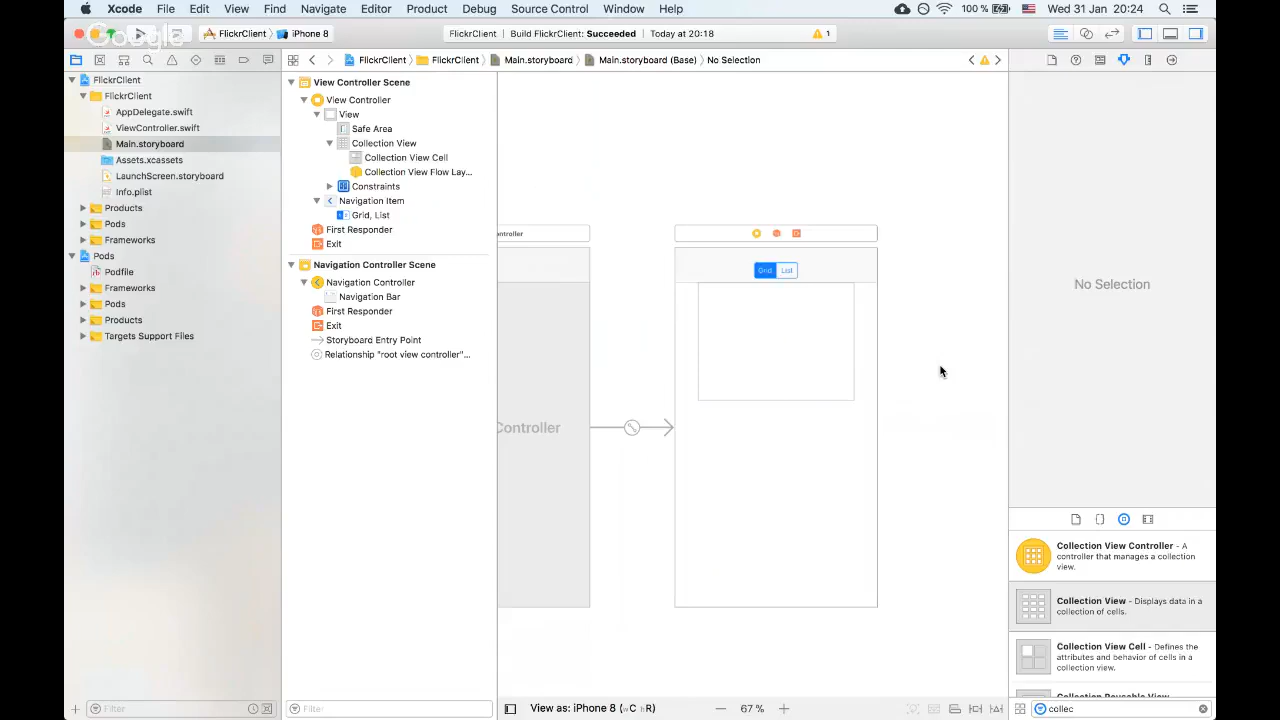 Xcode File Edit View Find Navigate Editor Product Debug Source Control Window Help 100 % Wed 31 Jan 20:24
Google
FlickrClient iPhone 8 FlickrClient Build FlickrClient: Succeeded Today at 20:18 1
FlickrClient FlickrClient Main.storyboard Main.storyboard (Base) No Selection
FlickrClient
FlickrClient
AppDelegate.swift
ViewController.swift
Main.storyboard
Assets.xcassets
LaunchScreen.storyboard
Info.plist
Products
Pods
Frameworks
Pods
Podfile
Frameworks
Pods
Products
Targets Support Files
Filter
View Controller Scene
View Controller
View
Safe Area
Collection View
Collection View Cell
Collection View Flow Lay...
Constraints
Navigation Item
Grid, List
First Responder
Exit
Navigation Controller Scene
Navigation Controller
Navigation Bar
First Responder
Exit
Storyboard Entry Point
Relationship "root view controller"...
Filter
ontroller
Controller
Grid List
View as: iPhone 8 (wC hR) 67 %
No Selection
Collection View Controller - A
controller that manages a collection
view.
Collection View - Displays data in a
collection of cells.
Collection View Cell - Defines the
attributes and behavior of cells in a
collection view.
Collection Reusable View
collec